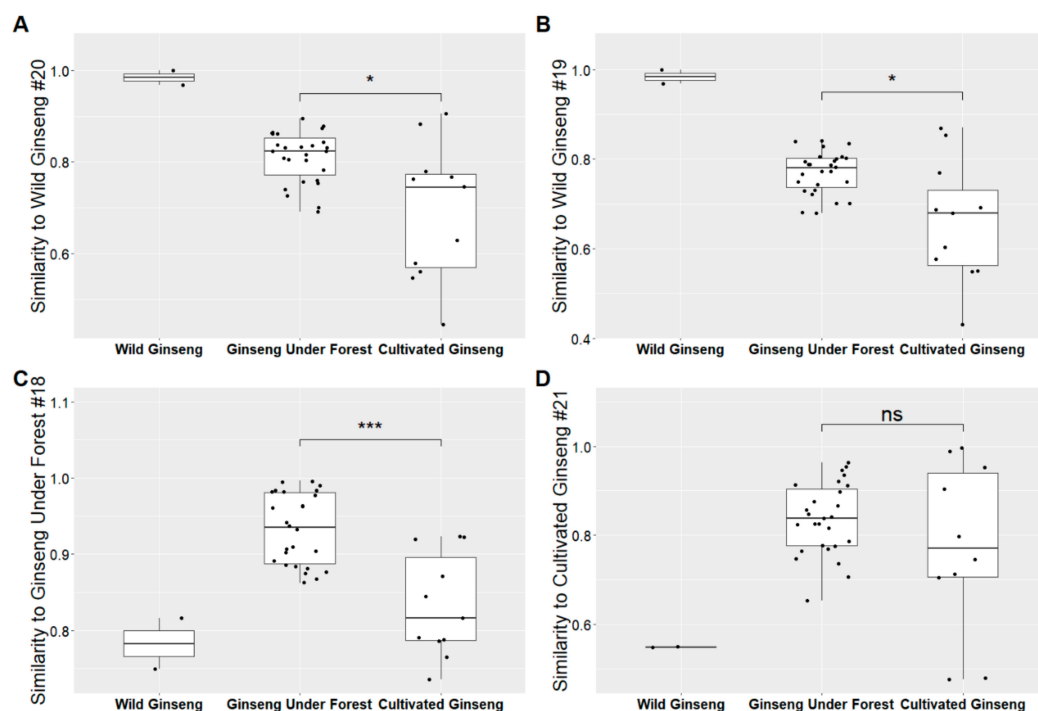 A
Similarity to Wild Ginseng #20
1.0
0.8
0.6
*
Wild Ginseng
Ginseng Under Forest
Cultivated Ginseng
B
Similarity to Wild Ginseng #19
1.0
0.8
0.6
0.4
*
Wild Ginseng
Ginseng Under Forest
Cultivated Ginseng
C
Similarity to Ginseng Under Forest #18
1.1
1.0
0.9
0.8
***
Wild Ginseng
Ginseng Under Forest
Cultivated Ginseng
D
Similarity to Cultivated Ginseng #21
1.0
0.8
0.6
ns
Wild Ginseng
Ginseng Under Forest
Cultivated Ginseng